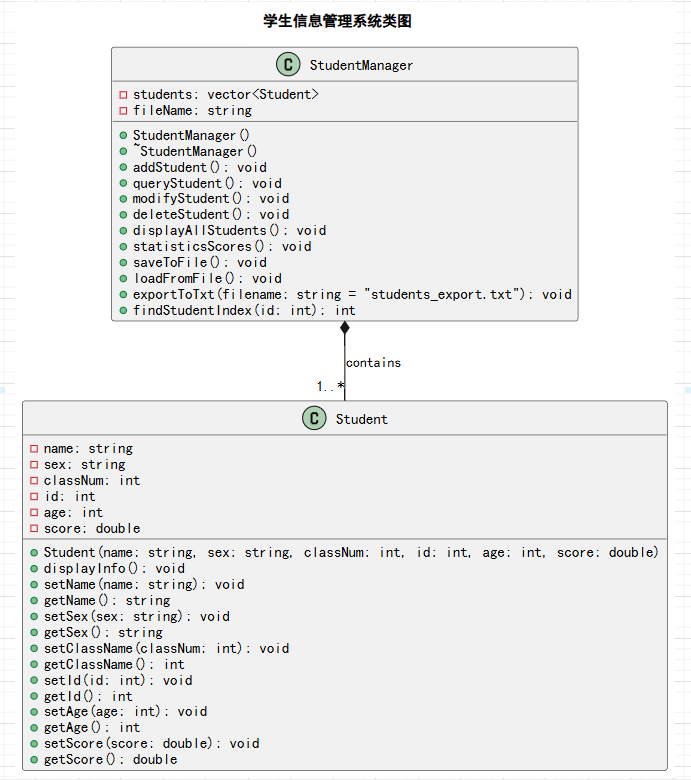 学生信息管理系统类图
C StudentManager
students: vector<Student>
fileName: string
StudentManager()
~StudentManager()
addStudent(): void
queryStudent(): void
modifyStudent(): void
deleteStudent(): void
displayAllStudents(): void
statisticsScores(): void
saveToFile(): void
loadFromFile(): void
exportToTxt(filename: string = "students_export.txt"): void
findStudentIndex(id: int): int
contains
1..*
C Student
name: string
sex: string
classNum: int
id: int
age: int
score: double
Student(name: string, sex: string, classNum: int, id: int, age: int, score: double)
displayInfo(): void
setName(name: string): void
getName(): string
setSex(sex: string): void
getSex(): string
setClassName(classNum: int): void
getClassName(): int
setId(id: int): void
getId(): int
setAge(age: int): void
getAge(): int
setScore(score: double): void
getScore(): double